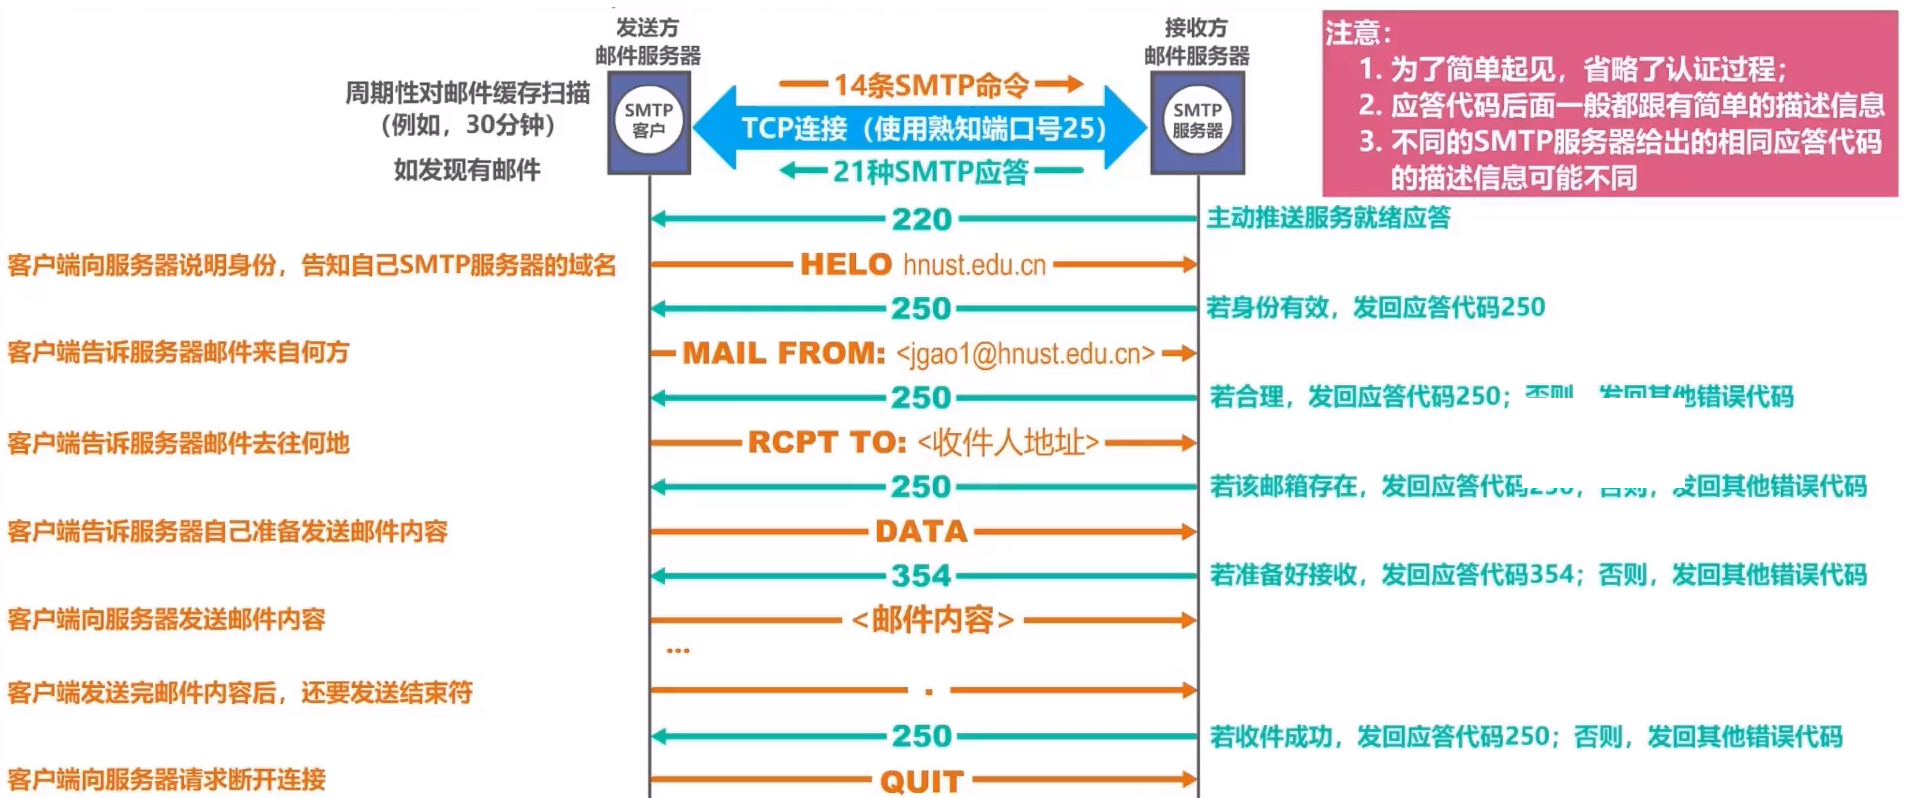 发送方
邮件服务器
接收方
邮件服务器
注意：
1. 为了简单起见，省略了认证过程；
2. 应答代码后面一般都跟有简单的描述信息
3. 不同的SMTP服务器给出的相同应答代码
的描述信息可能不同
周期性对邮件缓存扫描
（例如，30分钟）
如发现有邮件
SMTP
客户
14条SMTP命令
TCP连接（使用熟知端口号25）
21种SMTP应答
SMTP
服务器
220
主动推送服务就绪应答
客户端向服务器说明身份，告知自己SMTP服务器的域名
HELO hnust.edu.cn
250
若身份有效，发回应答代码250
客户端告诉服务器邮件来自何方
MAIL FROM: <jgao1@hnust.edu.cn>
250
若合理，发回应答代码250；否则，发回其他错误代码
客户端告诉服务器邮件去往何地
RCPT TO: <收件人地址>
250
若该邮箱存在，发回应答代码250，否则，发回其他错误代码
客户端告诉服务器自己准备发送邮件内容
DATA
354
若准备好接收，发回应答代码354；否则，发回其他错误代码
客户端向服务器发送邮件内容
<邮件内容>
...
客户端发送完邮件内容后，还要发送结束符
.
250
若收件成功，发回应答代码250；否则，发回其他错误代码
客户端向服务器请求断开连接
QUIT